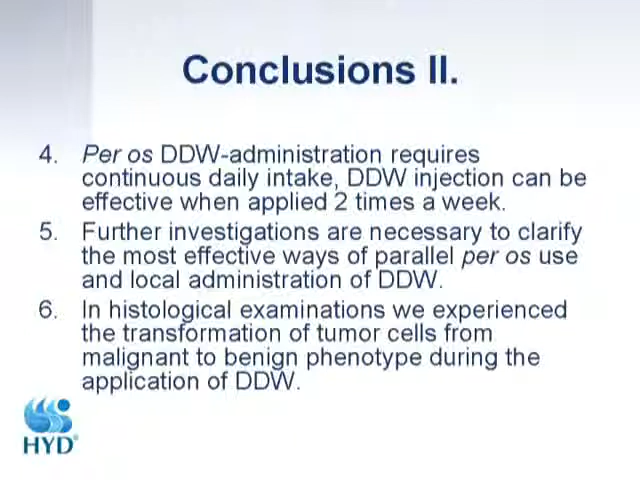 Conclusions II.
4. Per os DDW-administration requires
continuous daily intake, DDW injection can be
effective when applied 2 times a week.
5. Further investigations are necessary to clarify
the most effective ways of parallel per os use
and local administration of DDW.
6. In histological examinations we experienced
the transformation of tumor cells from
malignant to benign phenotype during the
application of DDW.
HYD®